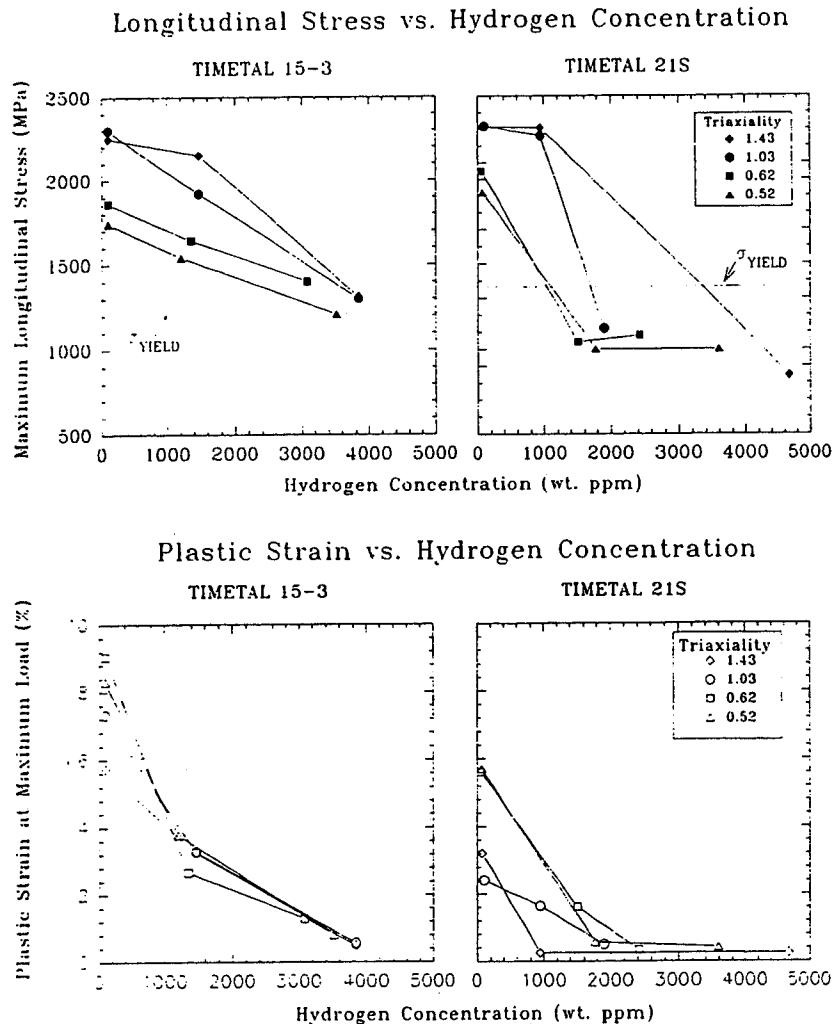 Longitudinal Stress vs. Hydrogen Concentration
TIMETAL 15-3
TIMETAL 21S
Maximum Longitudinal Stress (MPa)
2500
2000
1500
1000
500
Triaxiality
1.43
1.03
0.62
0.52
σYIELD
YIELD
0 1000 2000 3000 4000 5000
0 1000 2000 3000 4000 5000
Hydrogen Concentration (wt. ppm)
Plastic Strain vs. Hydrogen Concentration
TIMETAL 15-3
TIMETAL 21S
Plastic Strain at Maximum Load (%)
Triaxiality
1.43
1.03
0.62
0.52
4
2
1000 2000 3000 4000 5000
0 1000 2000 3000 4000 5000
Hydrogen Concentration (wt. ppm)